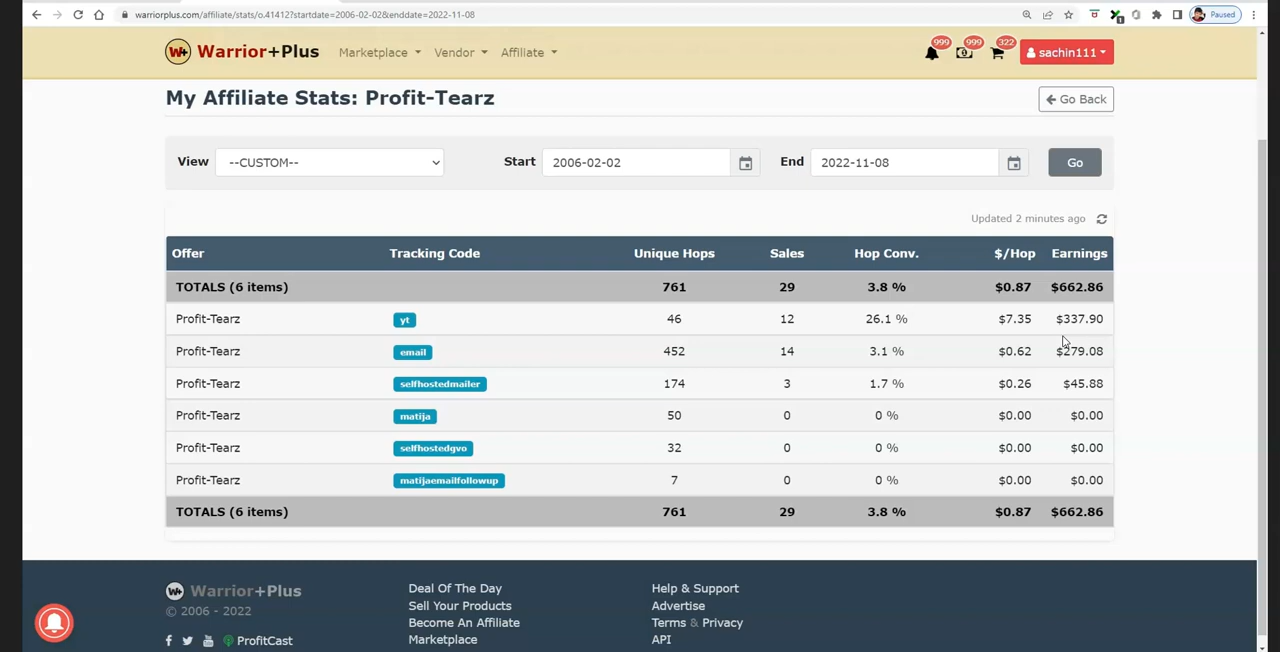 warriorplus.com/affiliate/stats/o.41412?startdate=2006-02-02&enddate=2022-11-08
1
Paused
W+ Warrior+Plus Marketplace Vendor Affiliate 999 999 322 sachin111
My Affiliate Stats: Profit-Tearz Go Back
View --CUSTOM-- Start 2006-02-02 End 2022-11-08 Go
Updated 2 minutes ago
Offer Tracking Code Unique Hops Sales Hop Conv. $/Hop Earnings
TOTALS (6 items) 761 29 3.8 % $0.87 $662.86
Profit-Tearz yt 46 12 26.1 % $7.35 $337.90
Profit-Tearz email 452 14 3.1 % $0.62 $279.08
Profit-Tearz selfhostedmailer 174 3 1.7 % $0.26 $45.88
Profit-Tearz matija 50 0 0 % $0.00 $0.00
Profit-Tearz selfhostedgvo 32 0 0 % $0.00 $0.00
Profit-Tearz matijaemailfollowup 7 0 0 % $0.00 $0.00
TOTALS (6 items) 761 29 3.8 % $0.87 $662.86
W+ Warrior+Plus
© 2006 - 2022
ProfitCast
Deal Of The Day
Sell Your Products
Become An Affiliate
Marketplace
Help & Support
Advertise
Terms & Privacy
API